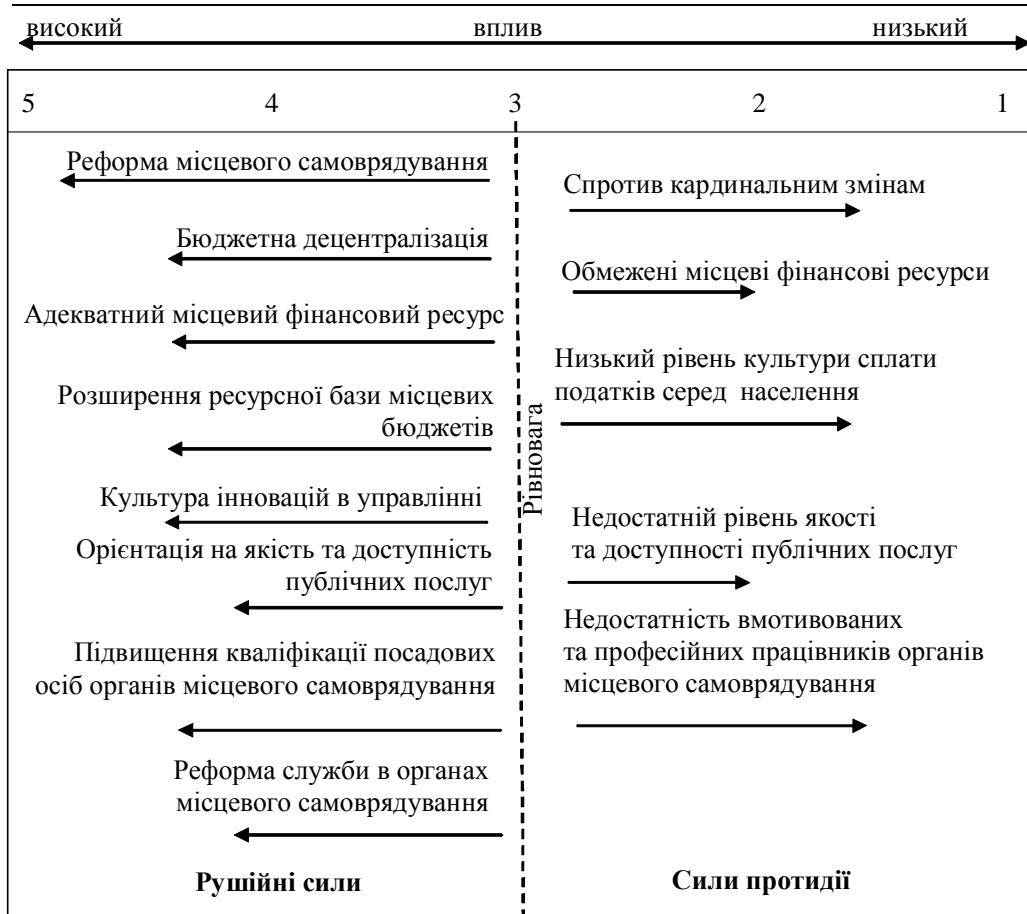 високий вплив низький
5 4 3 2 1
Реформа місцевого самоврядування
Бюджетна децентралізація
Адекватний місцевий фінансовий ресурс
Розширення ресурсної бази місцевих
бюджетів
Культура інновацій в управлінні
Орієнтація на якість та доступність
публічних послуг
Підвищення кваліфікації посадових
осіб органів місцевого самоврядування
Реформа служби в органах
місцевого самоврядування
Рушійні сили
Рівновага
Спротив кардинальним змінам
Обмежені місцеві фінансові ресурси
Низький рівень культури сплати
податків серед населення
Недостатній рівень якості
та доступності публічних послуг
Недостатність вмотивованих
та професійних працівників органів
місцевого самоврядування
Сили протидії